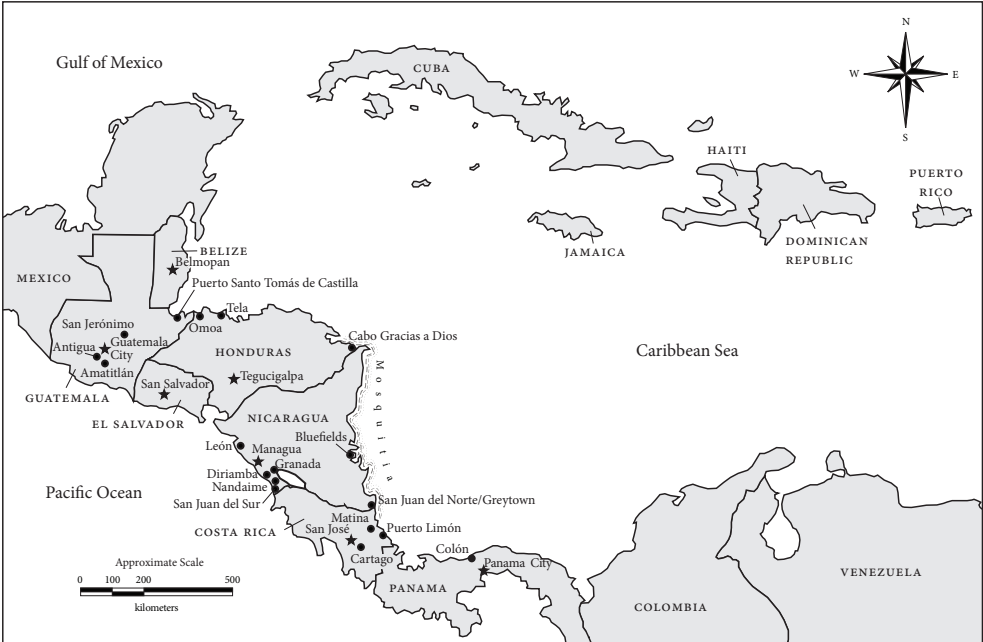 N
W E
S
Gulf of Mexico
CUBA
HAITI
PUERTO
RICO
JAMAICA
DOMINICAN
REPUBLIC
BELIZE
Belmopan
MEXICO
Puerto Santo Tomás de Castilla
Tela
Omoa
San Jerónimo
Guatemala
City
Antigua
Amatitlán
GUATEMALA
Cabo Gracias a Dios
HONDURAS
Tegucigalpa
San Salvador
EL SALVADOR
Caribbean Sea
Mosquitia
NICARAGUA
Bluefields
León
Managua
Granada
Diriamba
Nandaime
San Juan del Sur
Pacific Ocean
San Juan del Norte/Greytown
COSTA RICA
Matina
San José
Puerto Limón
Cartago
Colón
Panama City
PANAMA
COLOMBIA
VENEZUELA
Approximate Scale
0 100 200 500
kilometers